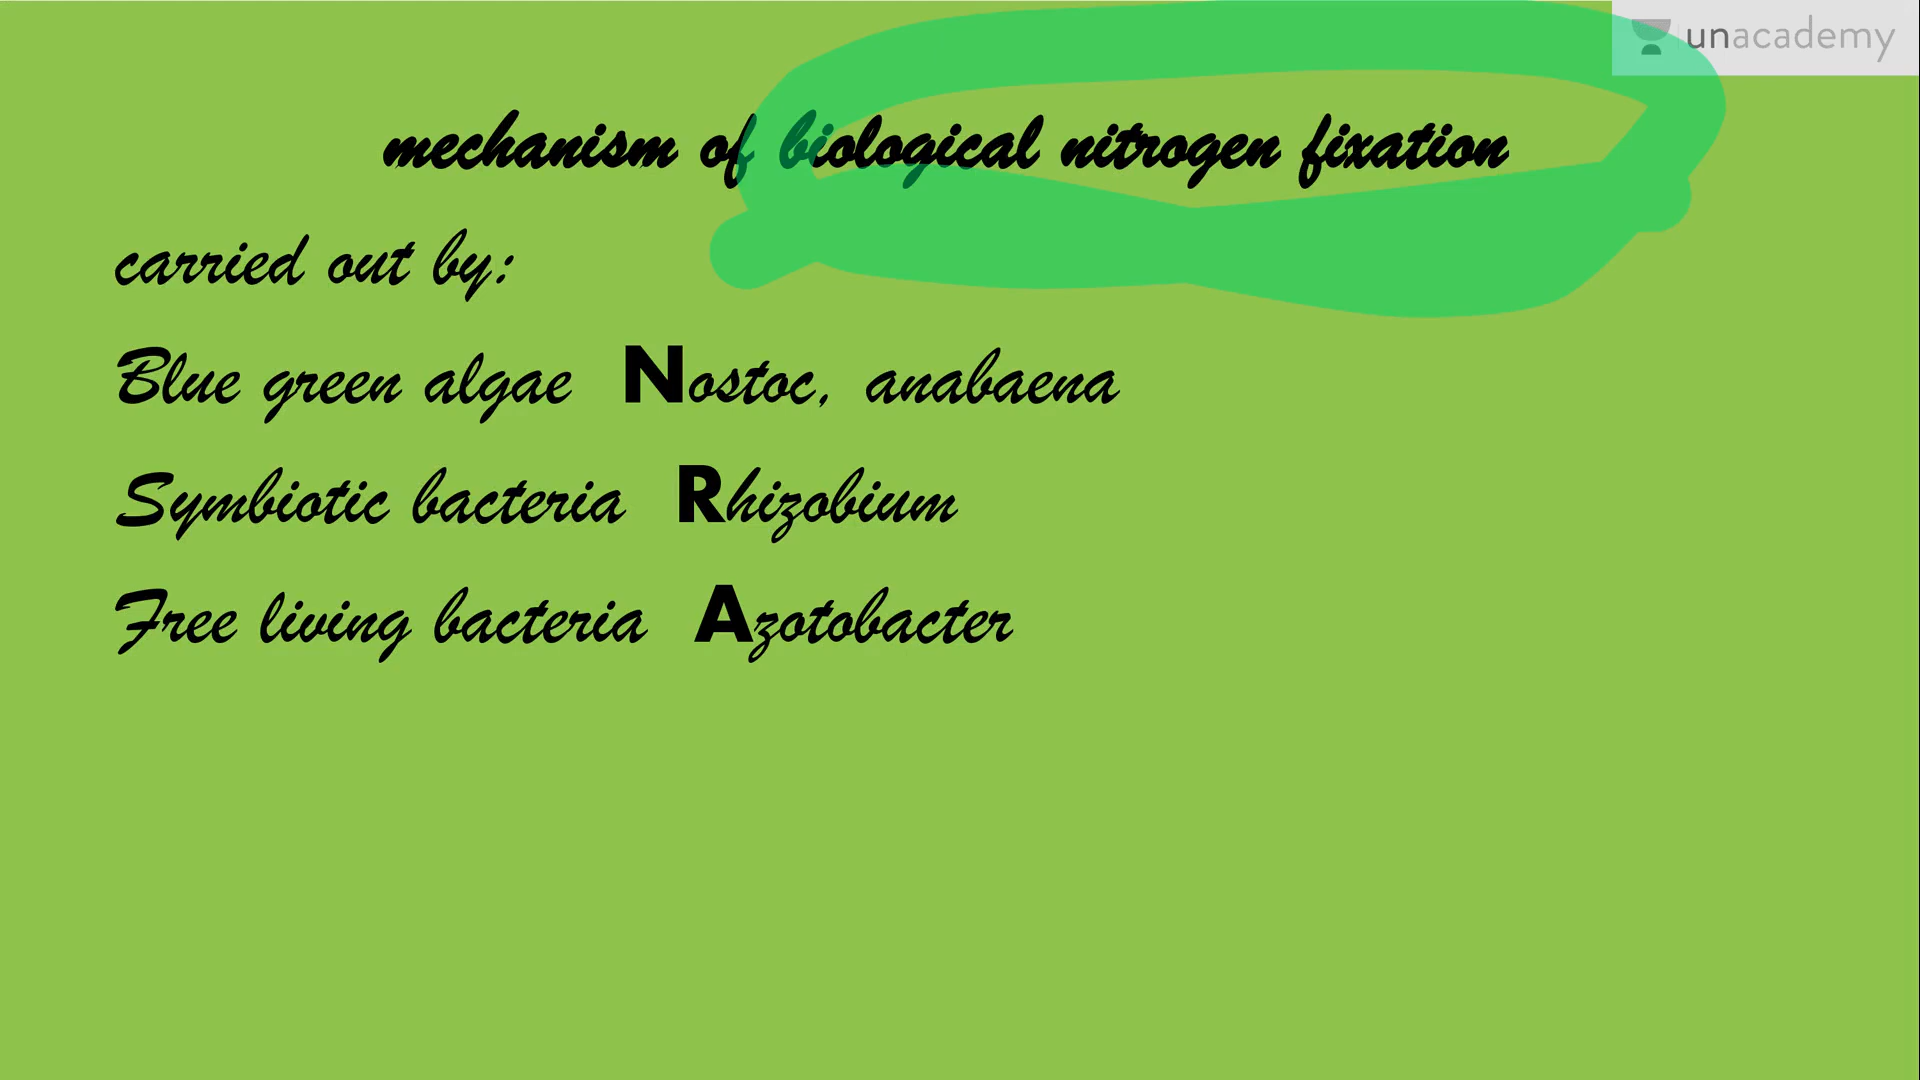 unacademy
mechanism of biological nitrogen fixation
carried out by:
Blue green algae Nostoc, anabaena
Symbiotic bacteria Rhizobium
Free living bacteria Azotobacter